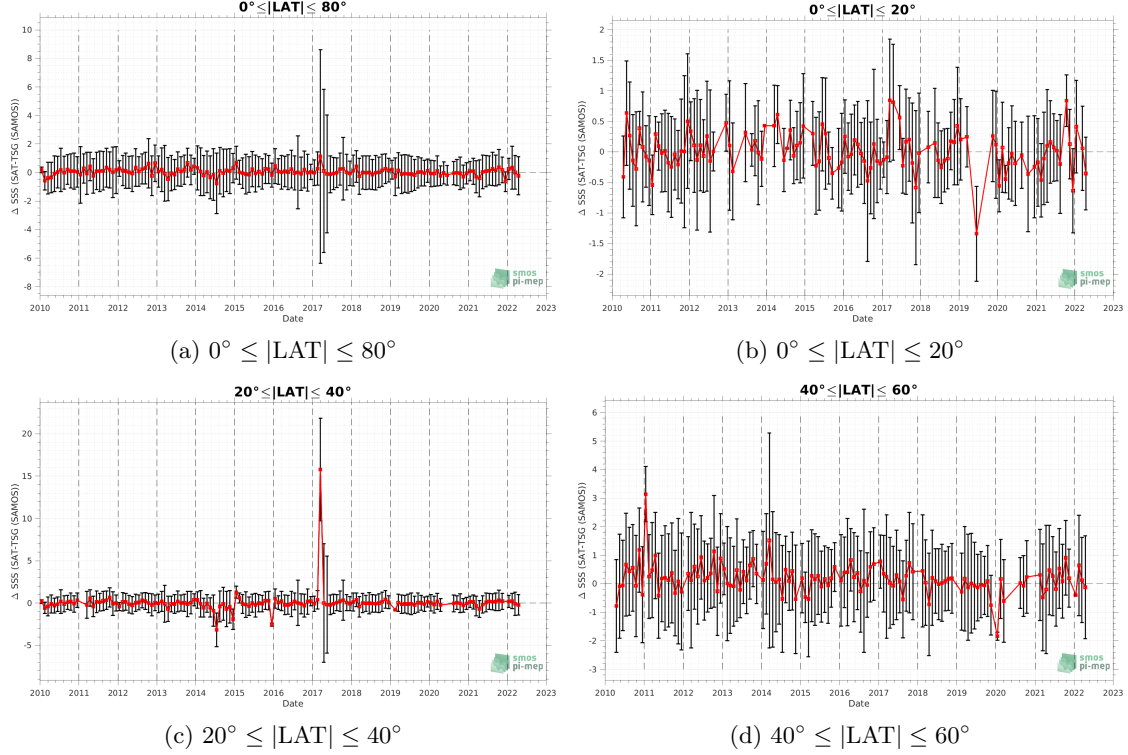 0°≤|LAT|≤ 80°
Δ SSS (SAT-TSG (SAMOS))
10
8
6
4
2
0
-2
-4
-6
-8
2010 2011 2012 2013 2014 2015 2016 2017 2018 2019 2020 2021 2022 2023
Date
smos
pi-mep
(a) 0° ≤ |LAT| ≤ 80°
0°≤|LAT|≤ 20°
Δ SSS (SAT-TSG (SAMOS))
2
1.5
1
0.5
0
-0.5
-1
-1.5
-2
2010 2011 2012 2013 2014 2015 2016 2017 2018 2019 2020 2021 2022 2023
Date
smos
pi-mep
(b) 0° ≤ |LAT| ≤ 20°
20°≤|LAT|≤ 40°
Δ SSS (SAT-TSG (SAMOS))
20
15
10
5
0
-5
2010 2011 2012 2013 2014 2015 2016 2017 2018 2019 2020 2021 2022 2023
Date
smos
pi-mep
(c) 20° ≤ |LAT| ≤ 40°
40°≤|LAT|≤ 60°
Δ SSS (SAT-TSG (SAMOS))
6
5
4
3
2
1
0
-1
-2
-3
2010 2011 2012 2013 2014 2015 2016 2017 2018 2019 2020 2021 2022 2023
Date
smos
pi-mep
(d) 40° ≤ |LAT| ≤ 60°